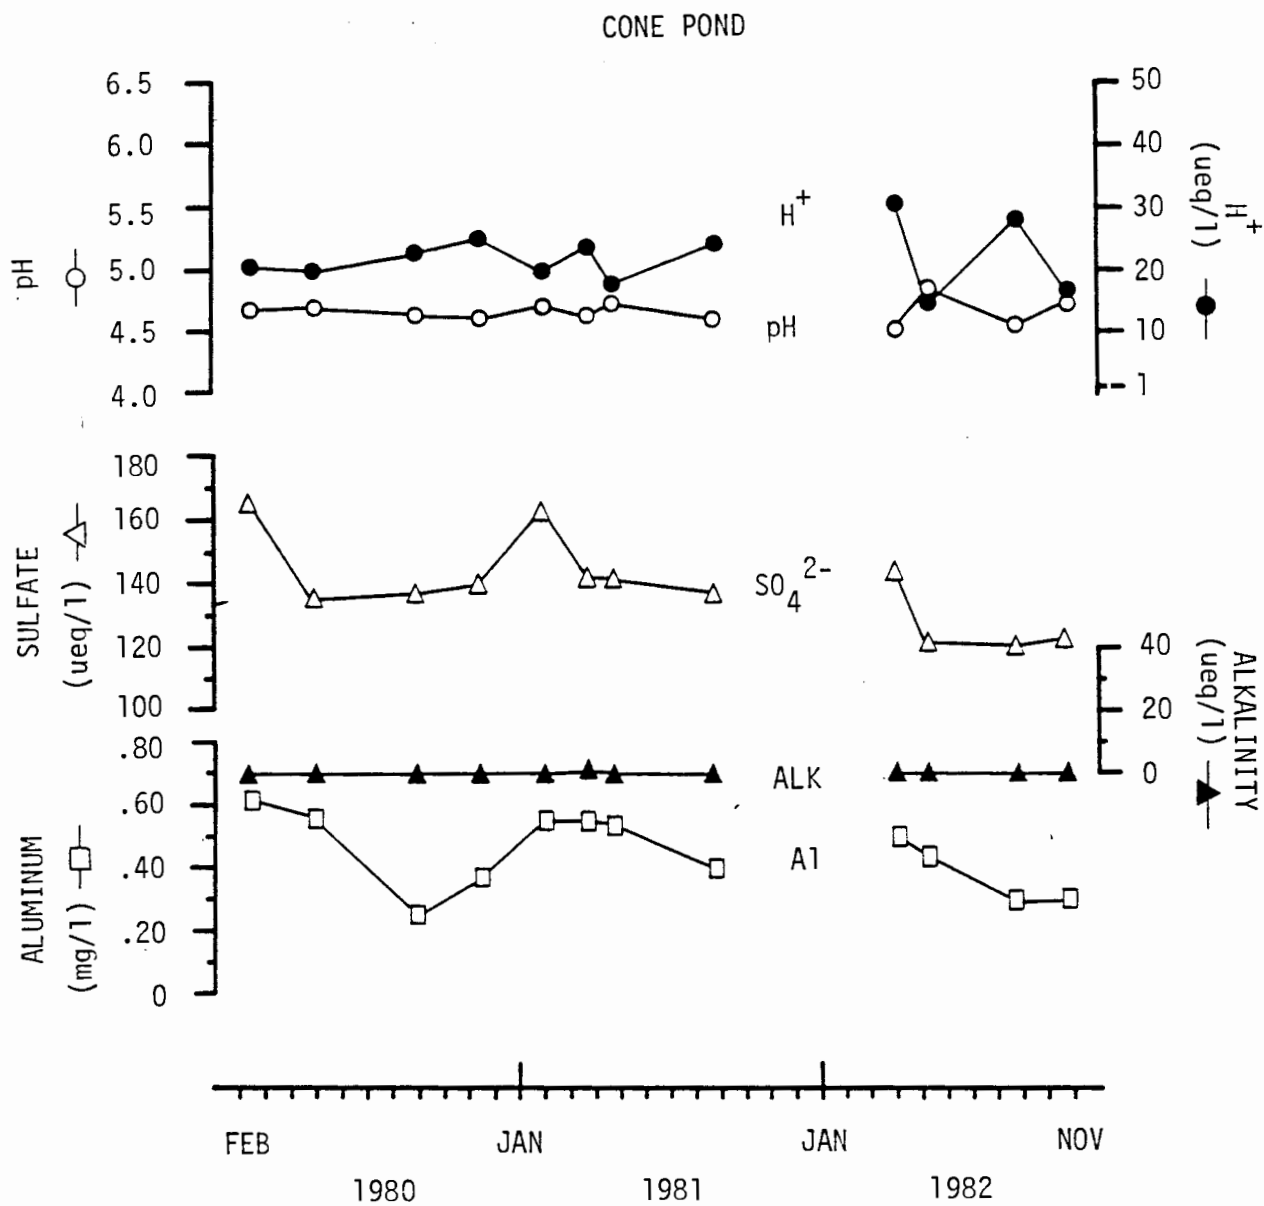 CONE POND
6.5
6.0
5.5
5.0
4.5
4.0
pH
50
40
30
20
10
1
H+
(ueq/l)
H+
pH
180
160
140
120
100
SULFATE
(ueq/l)
SO4 2-
40
20
0
ALKALINITY
(ueq/l)
.80
.60
.40
.20
0
ALUMINUM
(mg/l)
ALK
Al
FEB JAN JAN NOV
1980 1981 1982